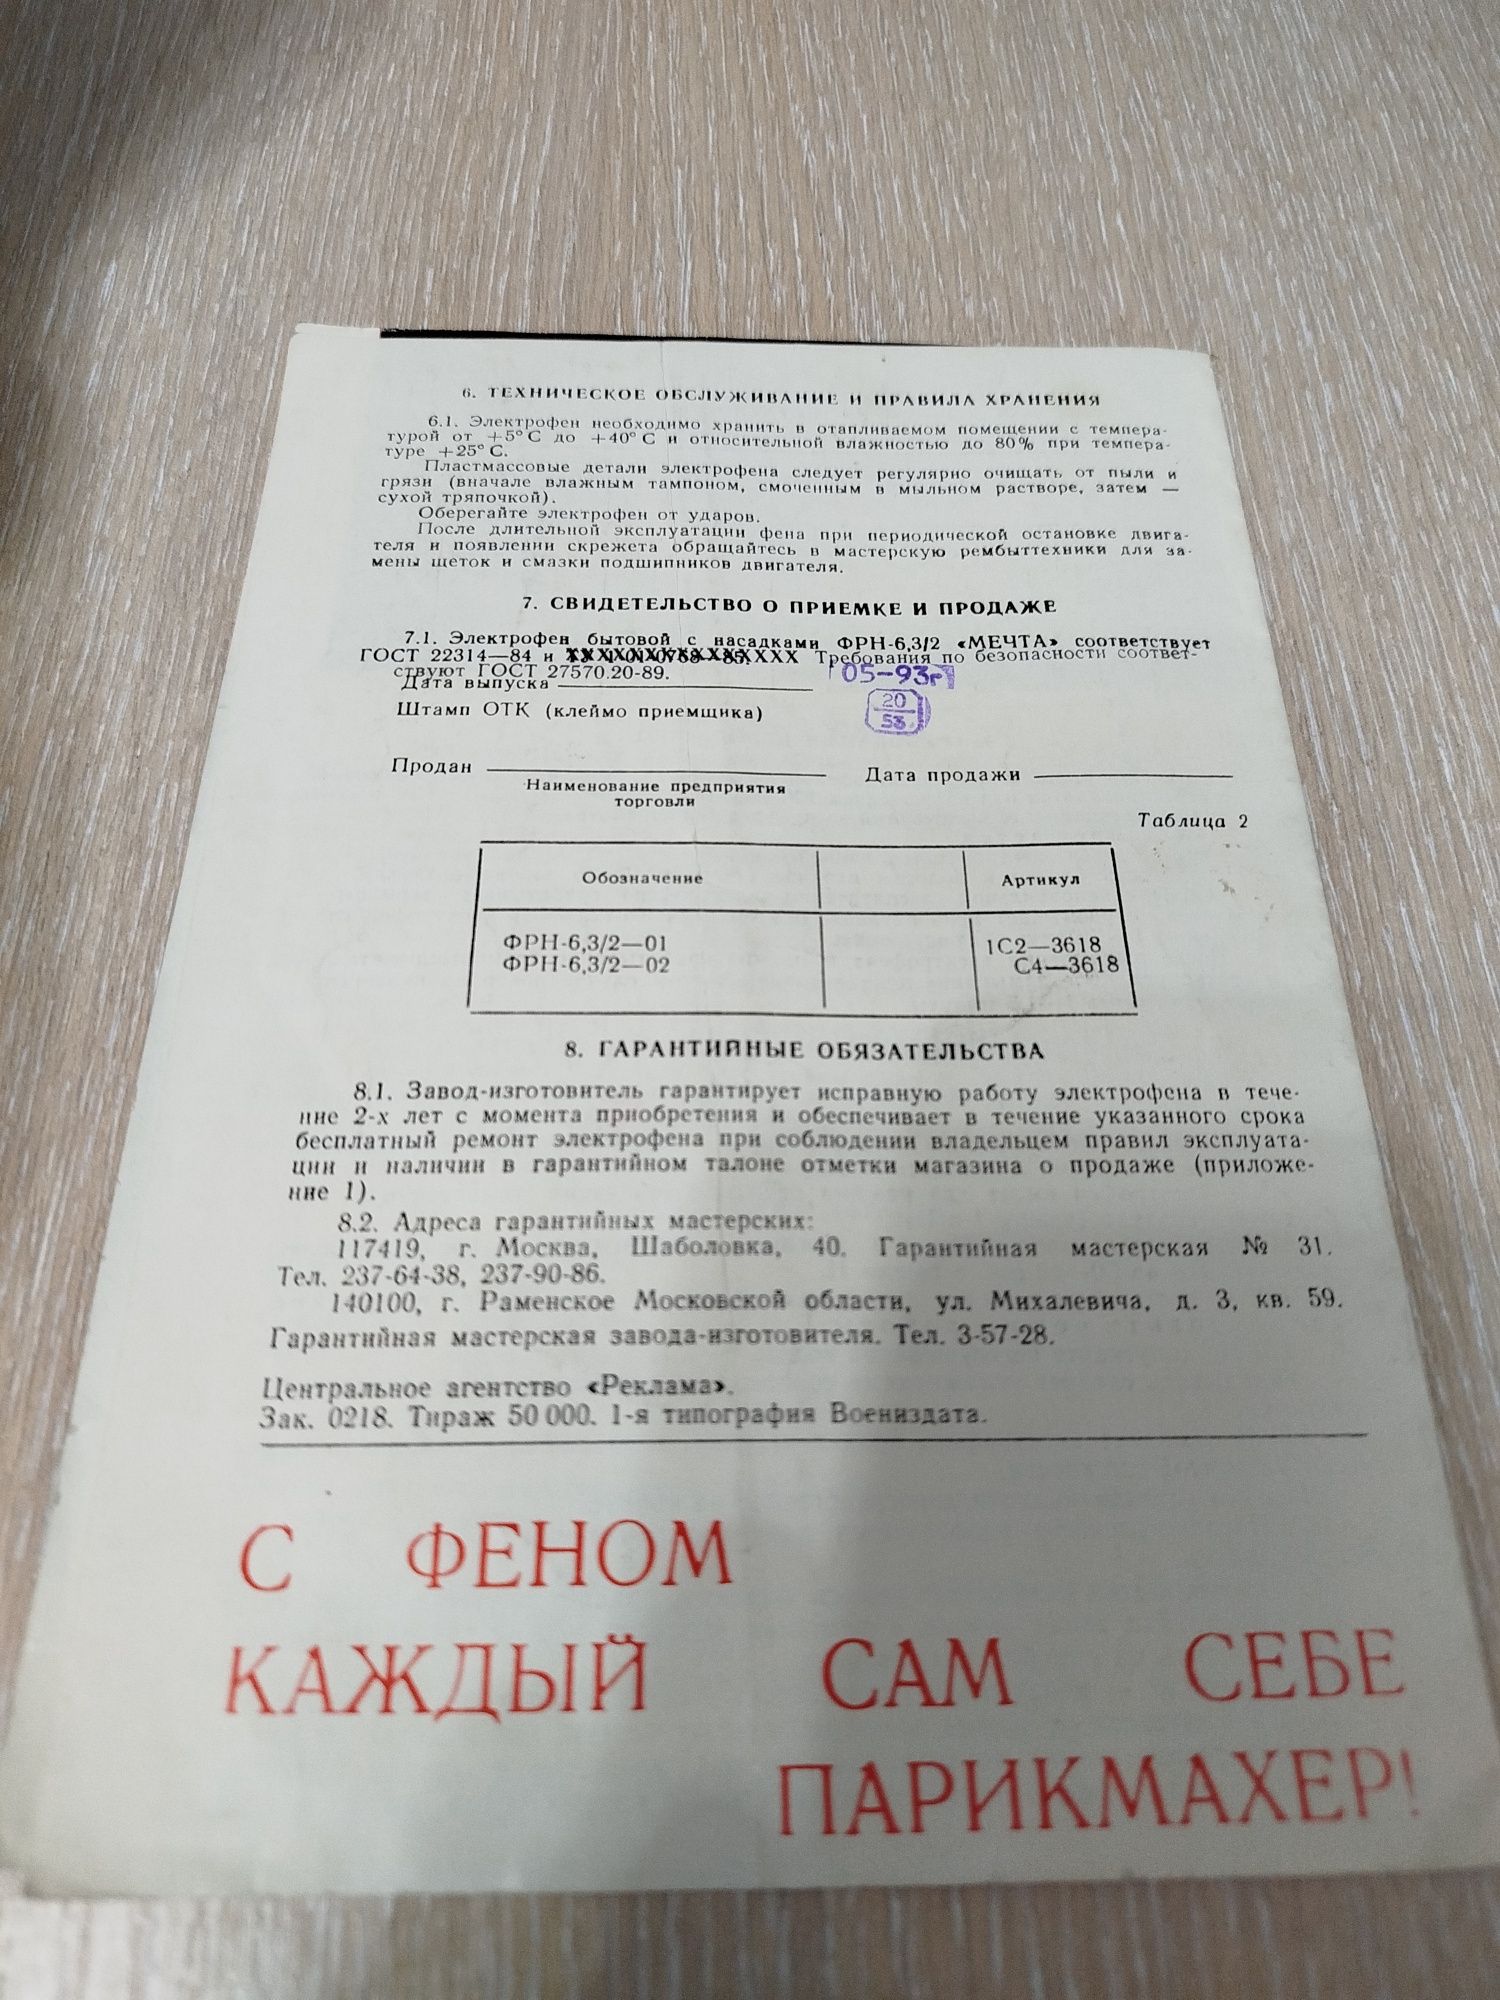 6. ТЕХНИЧЕСКОЕ ОБСЛУЖИВАНИЕ И ПРАВИЛА ХРАНЕНИЯ
6.1. Электрофен необходимо хранить в отапливаемом помещении с темпера-
турой от +5°С до +40°С и относительной влажностью до 80% при темпера-
туре +25°С.
Пластмассовые детали электрофена следует регулярно очищать от пыли и
грязи (вначале влажным тампоном, смоченным в мыльном растворе, затем —
сухой тряпочкой).
Оберегайте электрофен от ударов.
После длительной эксплуатации фена при периодической остановке двига-
теля и появлении скрежета обращайтесь в мастерскую рембыттехники для за-
мены щеток и смазки подшипников двигателя.
7. СВИДЕТЕЛЬСТВО О ПРИЕМКЕ И ПРОДАЖЕ
7.1. Электрофен бытовой с насадками ФРН-6,3/2 «МЕЧТА» соответствует
ГОСТ 22314—84 и Требования по безопасности соответ-
ствуют ГОСТ 27570.20-89.
Дата выпуска 05-93г
Штамп ОТК (клеймо приемщика) 20
53
Продан Дата продажи
Наименование предприятия
торговли
Таблица 2
Обозначение Артикул
ФРН-6,3/2—01 1С2—3618
ФРН-6,3/2—02 С4—3618
8. ГАРАНТИЙНЫЕ ОБЯЗАТЕЛЬСТВА
8.1. Завод-изготовитель гарантирует исправную работу электрофена в тече-
ние 2-х лет с момента приобретения и обеспечивает в течение указанного срока
бесплатный ремонт электрофена при соблюдении владельцем правил эксплуата-
ции и наличии в гарантийном талоне отметки магазина о продаже (приложе-
ние 1).
8.2. Адреса гарантийных мастерских:
117419, г. Москва, Шаболовка, 40. Гарантийная мастерская № 31.
Тел. 237-64-38, 237-90-86.
140100, г. Раменское Московской области, ул. Михалевича, д. 3, кв. 59.
Гарантийная мастерская завода-изготовителя. Тел. 3-57-28.
Центральное агентство «Реклама».
Зак. 0218. Тираж 50 000. 1-я типография Воениздата.
С ФЕНОМ
КАЖДЫЙ САМ СЕБЕ
ПАРИКМАХЕР!